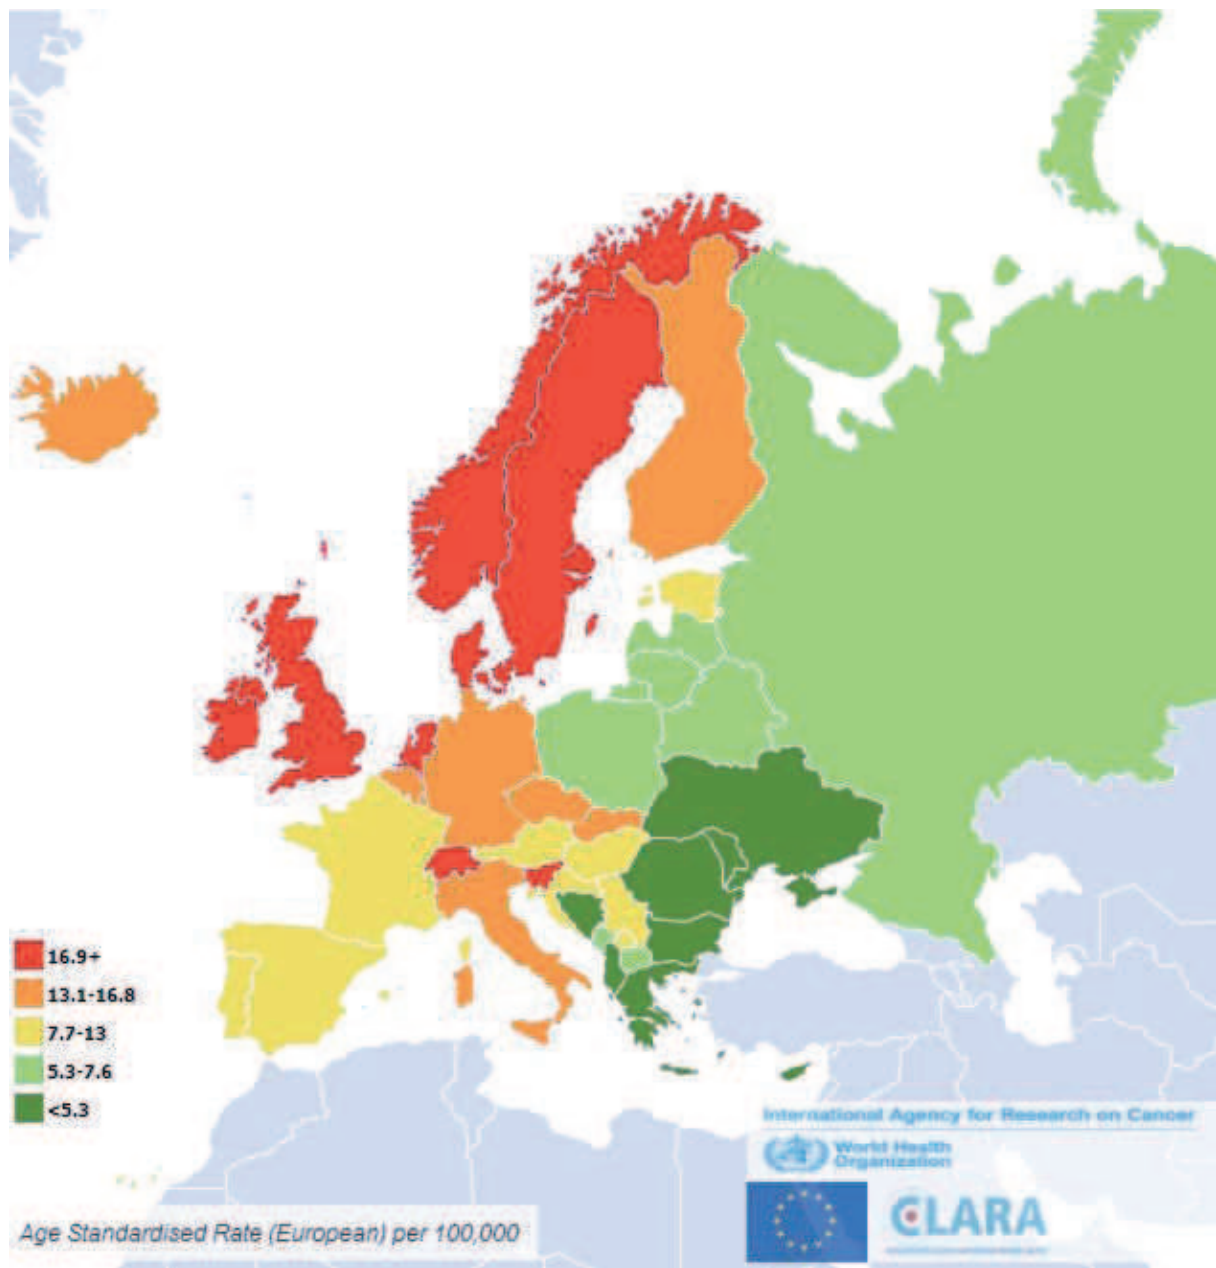 16.9+
13.1-16.8
7.7-13
5.3-7.6
<5.3
International Agency for Research on Cancer
World Health
Organization
CLARA
Age Standardised Rate (European) per 100,000